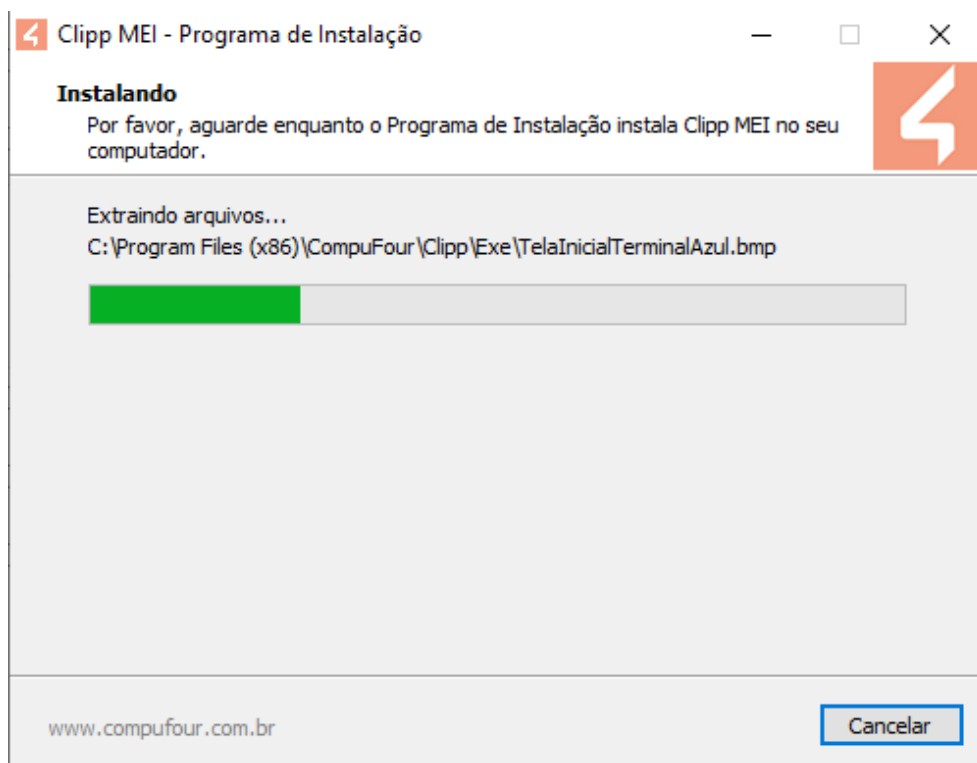 Clipp MEI - Programa de Instalação
Instalando
Por favor, aguarde enquanto o Programa de Instalação instala Clipp MEI no seu
computador.
Extraindo arquivos...
C:\Program Files (x86)\CompuFour\Clipp\Exe\TelaInicialTerminalAzul.bmp
www.compufour.com.br
Cancelar